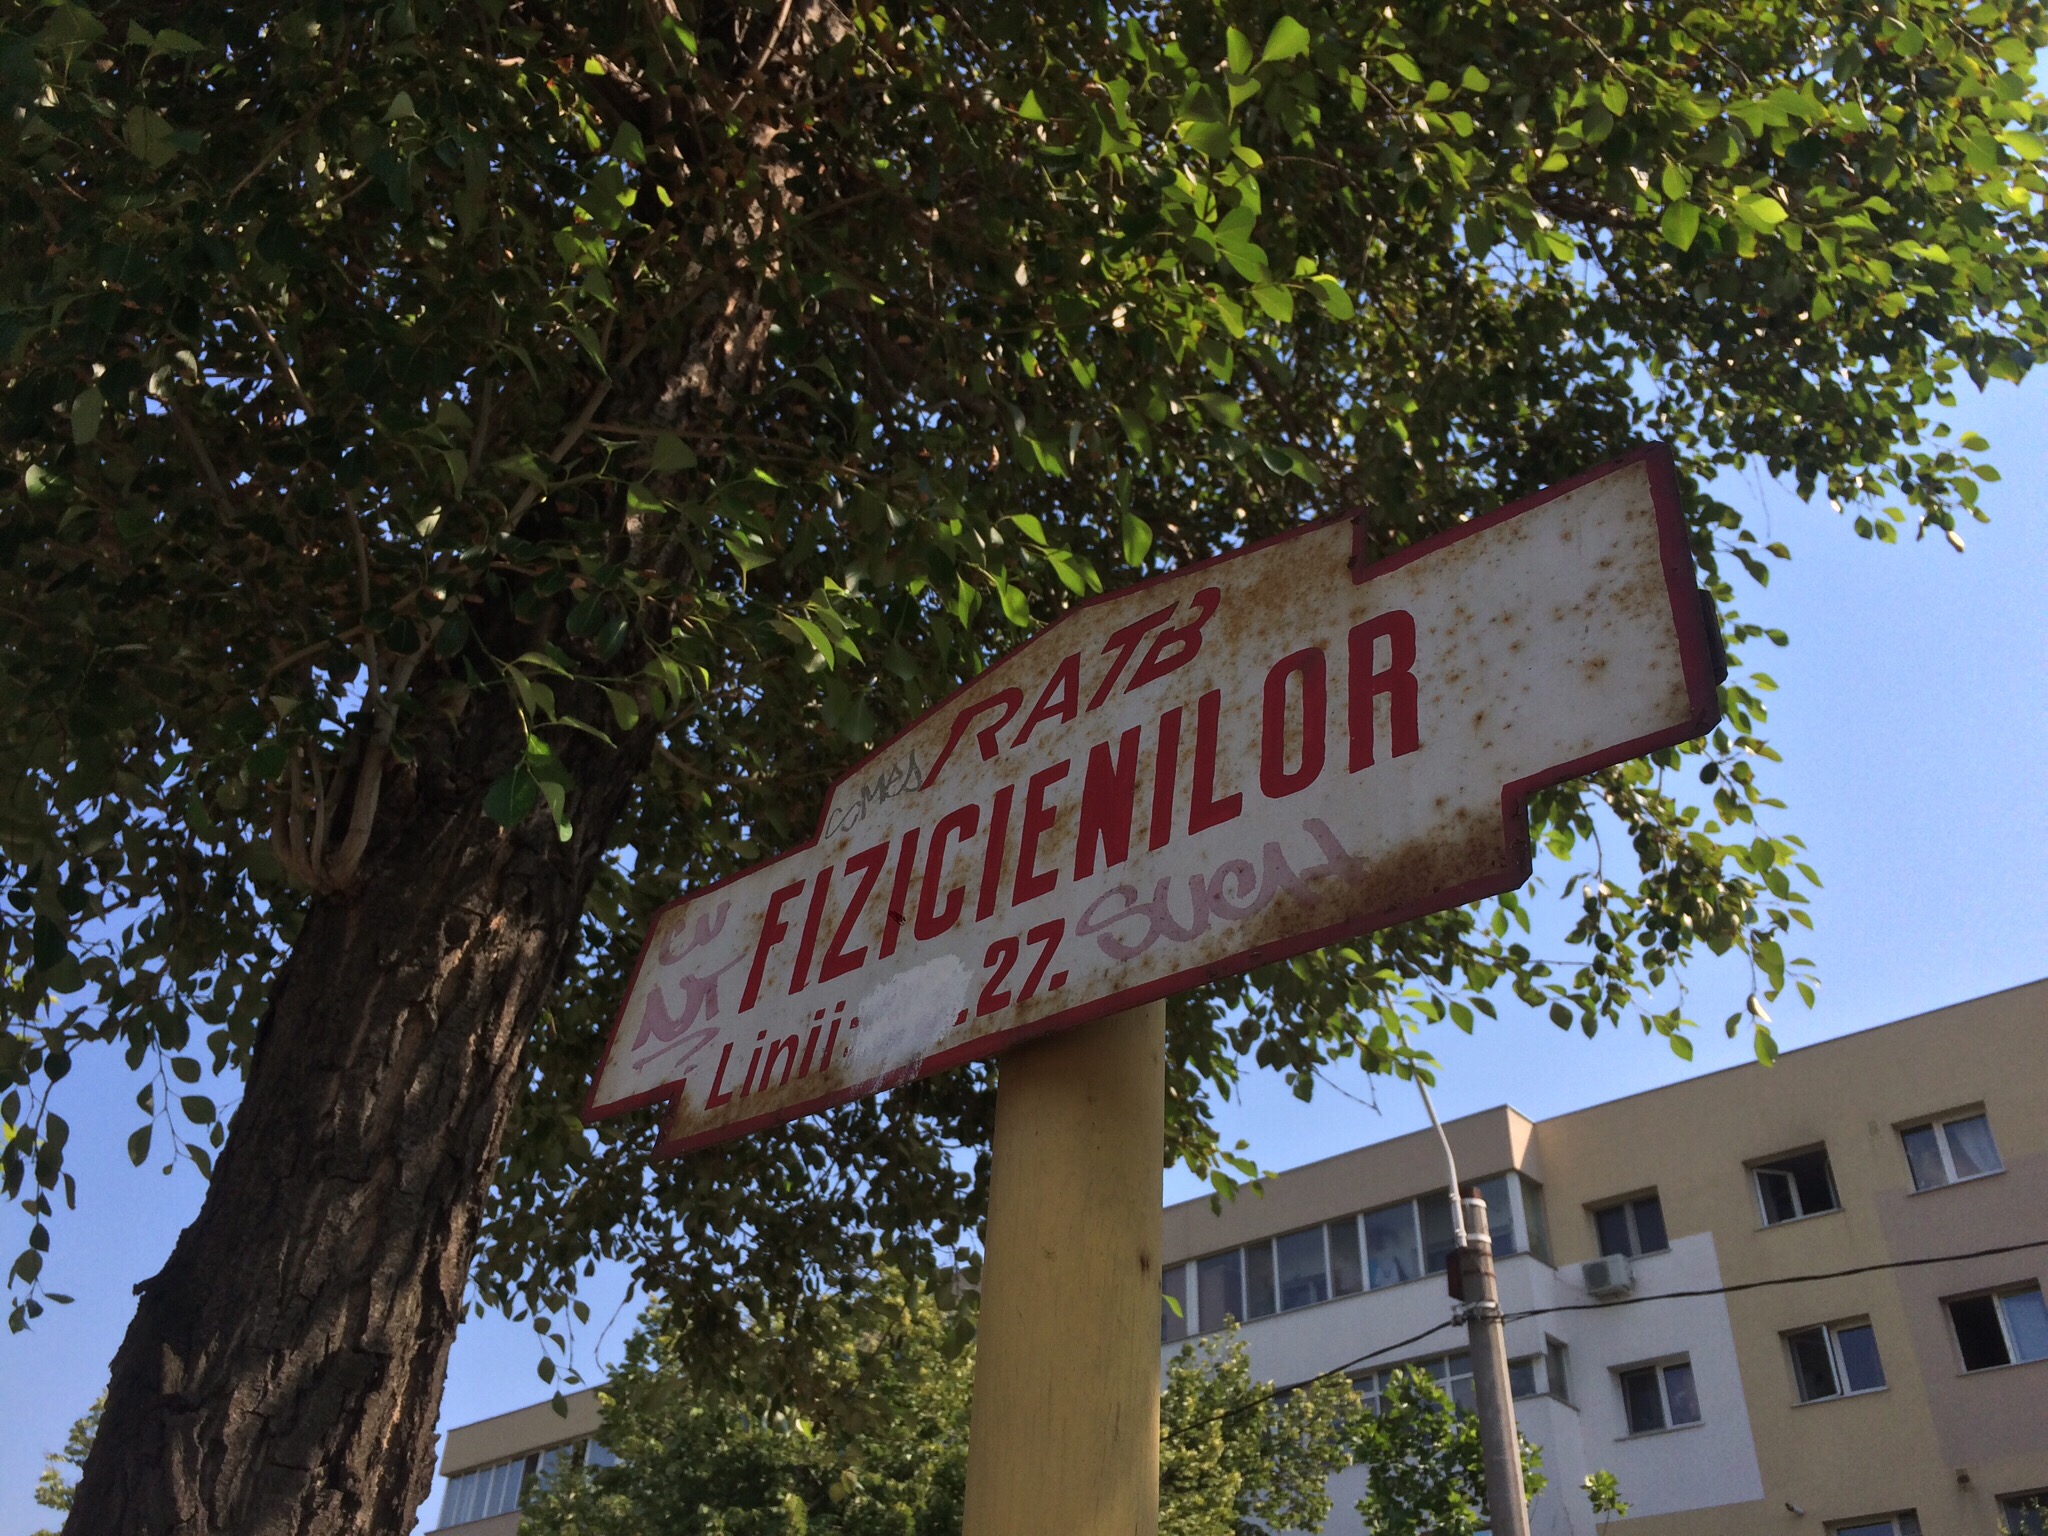 RATB
FIZICIENILOR
Linii: .27.